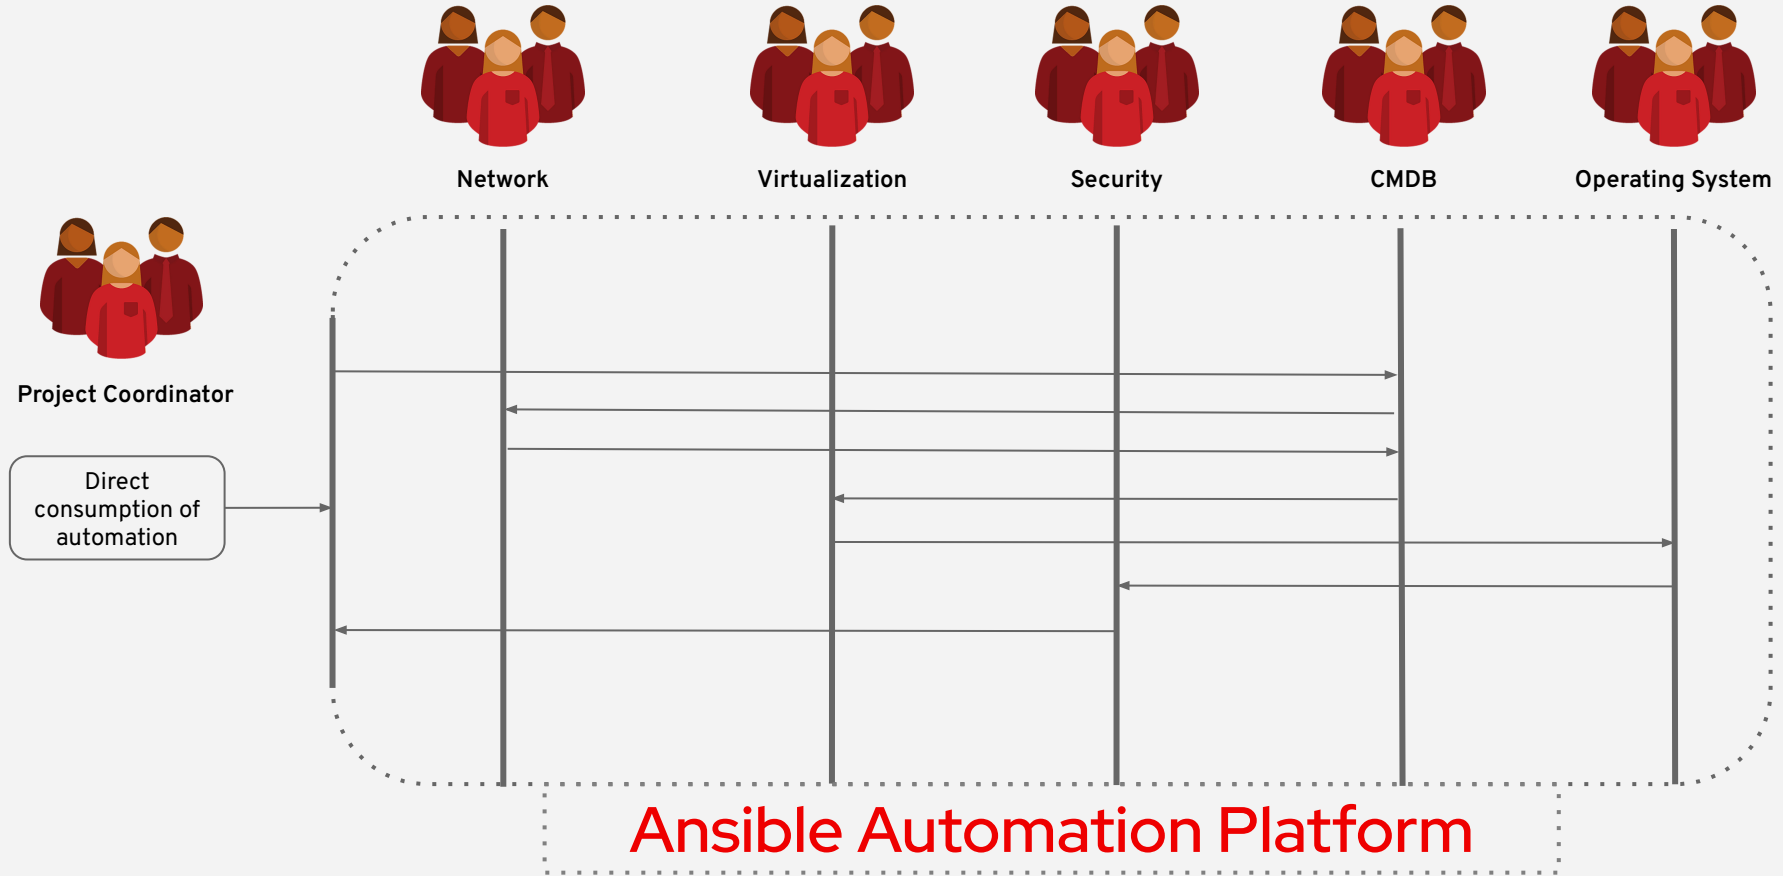 Network
Virtualization
Security
CMDB
Operating System
Project Coordinator
Direct
consumption of
automation
Ansible Automation Platform